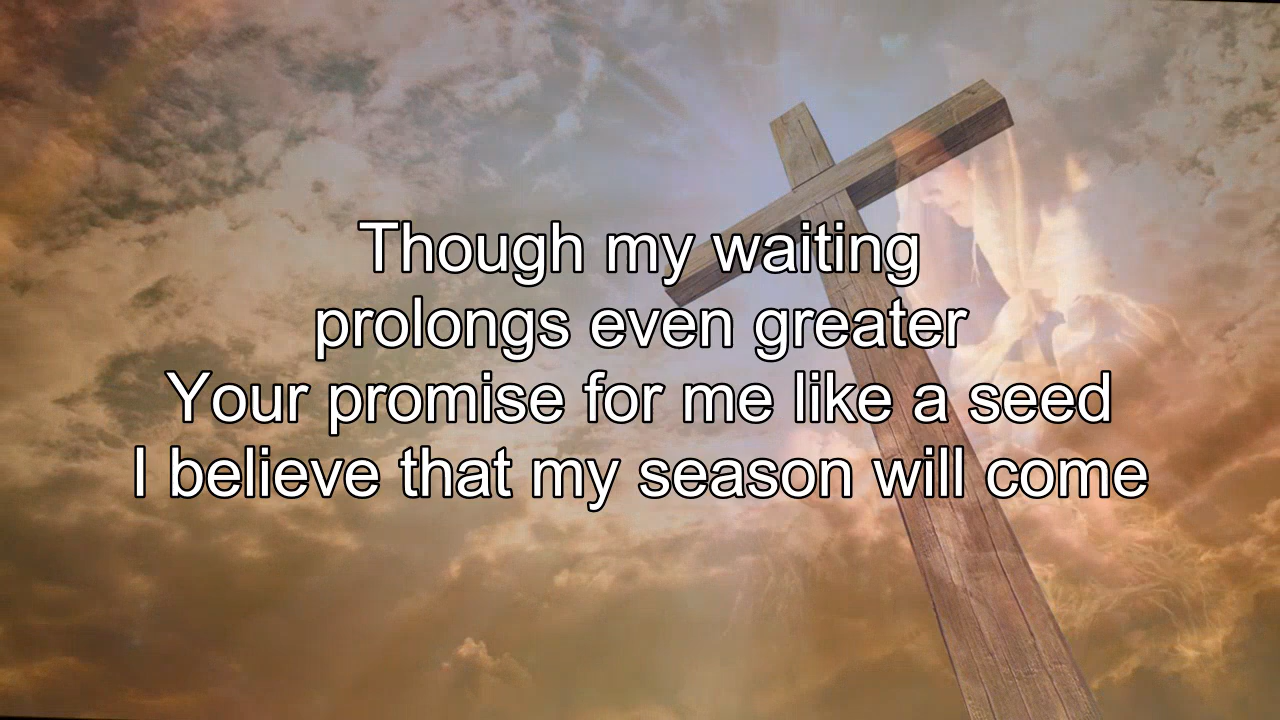 Though my waiting
prolongs even greater
Your promise for me like a seed
I believe that my season will come